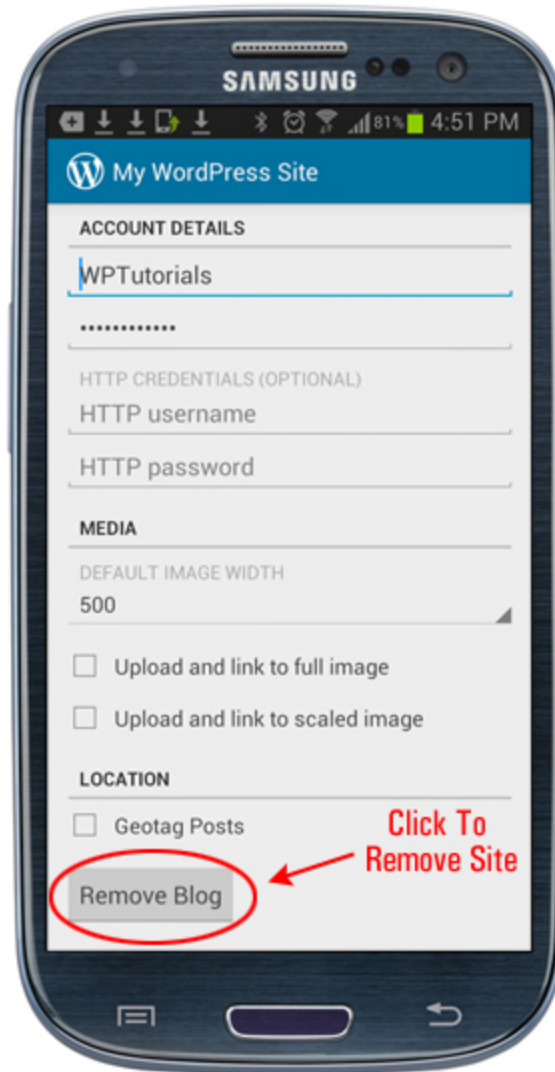 SAMSUNG
81% 4:51 PM
My WordPress Site
ACCOUNT DETAILS
WPTutorials
••••••••••••
HTTP CREDENTIALS (OPTIONAL)
HTTP username
HTTP password
MEDIA
DEFAULT IMAGE WIDTH
500
Upload and link to full image
Upload and link to scaled image
LOCATION
Geotag Posts
Click To
Remove Site
Remove Blog